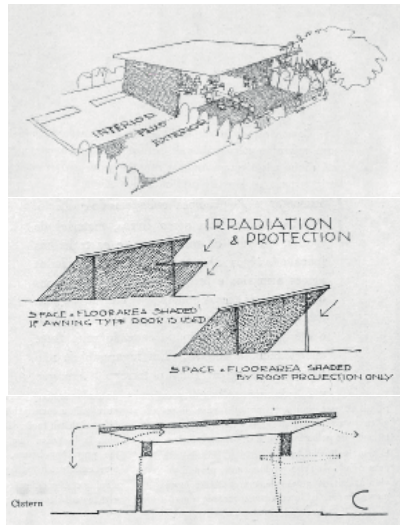 INTERIOR
PLUS
EXTERIOR
IRRADIATION
& PROTECTION
SPACE & FLOORAREA SHADED
IF AWNING TYPE DOOR IS USED
SPACE & FLOORAREA SHADED
BY ROOF PROJECTION ONLY
Cistern
C